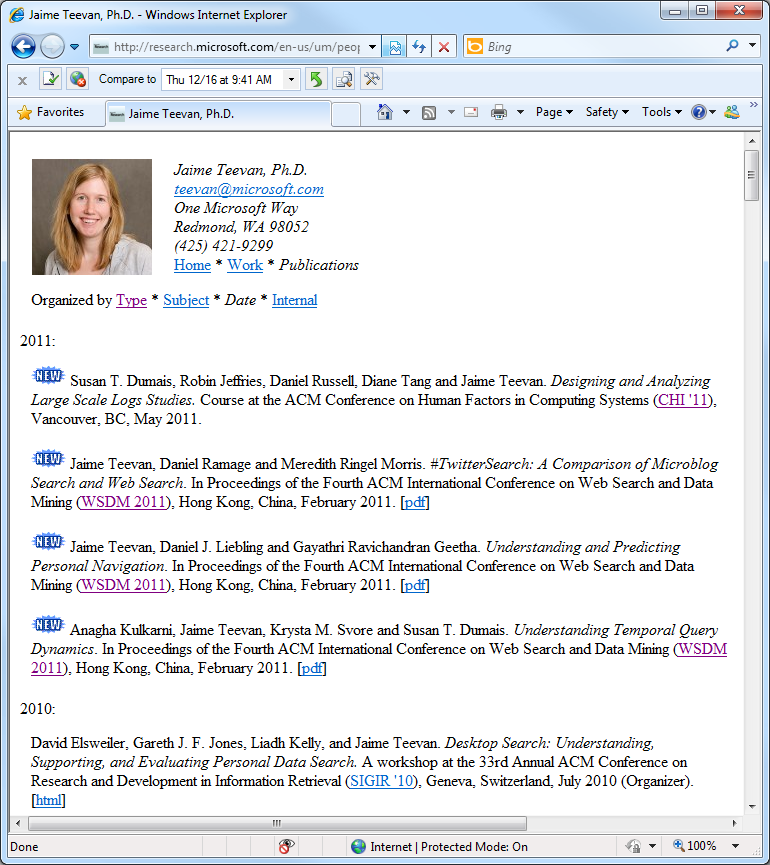 Jaime Teevan, Ph.D. - Windows Internet Explorer
http://research.microsoft.com/en-us/um/peop
Bing
Compare to Thu 12/16 at 9:41 AM
Favorites Jaime Teevan, Ph.D. Page Safety Tools
Jaime Teevan, Ph.D.
teevan@microsoft.com
One Microsoft Way
Redmond, WA 98052
(425) 421-9299
Home * Work * Publications
Organized by Type * Subject * Date * Internal
2011:
NEW Susan T. Dumais, Robin Jeffries, Daniel Russell, Diane Tang and Jaime Teevan. Designing and Analyzing
Large Scale Logs Studies. Course at the ACM Conference on Human Factors in Computing Systems (CHI '11),
Vancouver, BC, May 2011.
NEW Jaime Teevan, Daniel Ramage and Meredith Ringel Morris. #TwitterSearch: A Comparison of Microblog
Search and Web Search. In Proceedings of the Fourth ACM International Conference on Web Search and Data
Mining (WSDM 2011), Hong Kong, China, February 2011. [pdf]
NEW Jaime Teevan, Daniel J. Liebling and Gayathri Ravichandran Geetha. Understanding and Predicting
Personal Navigation. In Proceedings of the Fourth ACM International Conference on Web Search and Data
Mining (WSDM 2011), Hong Kong, China, February 2011. [pdf]
NEW Anagha Kulkarni, Jaime Teevan, Krysta M. Svore and Susan T. Dumais. Understanding Temporal Query
Dynamics. In Proceedings of the Fourth ACM International Conference on Web Search and Data Mining (WSDM
2011), Hong Kong, China, February 2011. [pdf]
2010:
David Elsweiler, Gareth J. F. Jones, Liadh Kelly, and Jaime Teevan. Desktop Search: Understanding,
Supporting, and Evaluating Personal Data Search. A workshop at the 33rd Annual ACM Conference on
Research and Development in Information Retrieval (SIGIR '10), Geneva, Switzerland, July 2010 (Organizer).
[html]
Done Internet | Protected Mode: On 100%